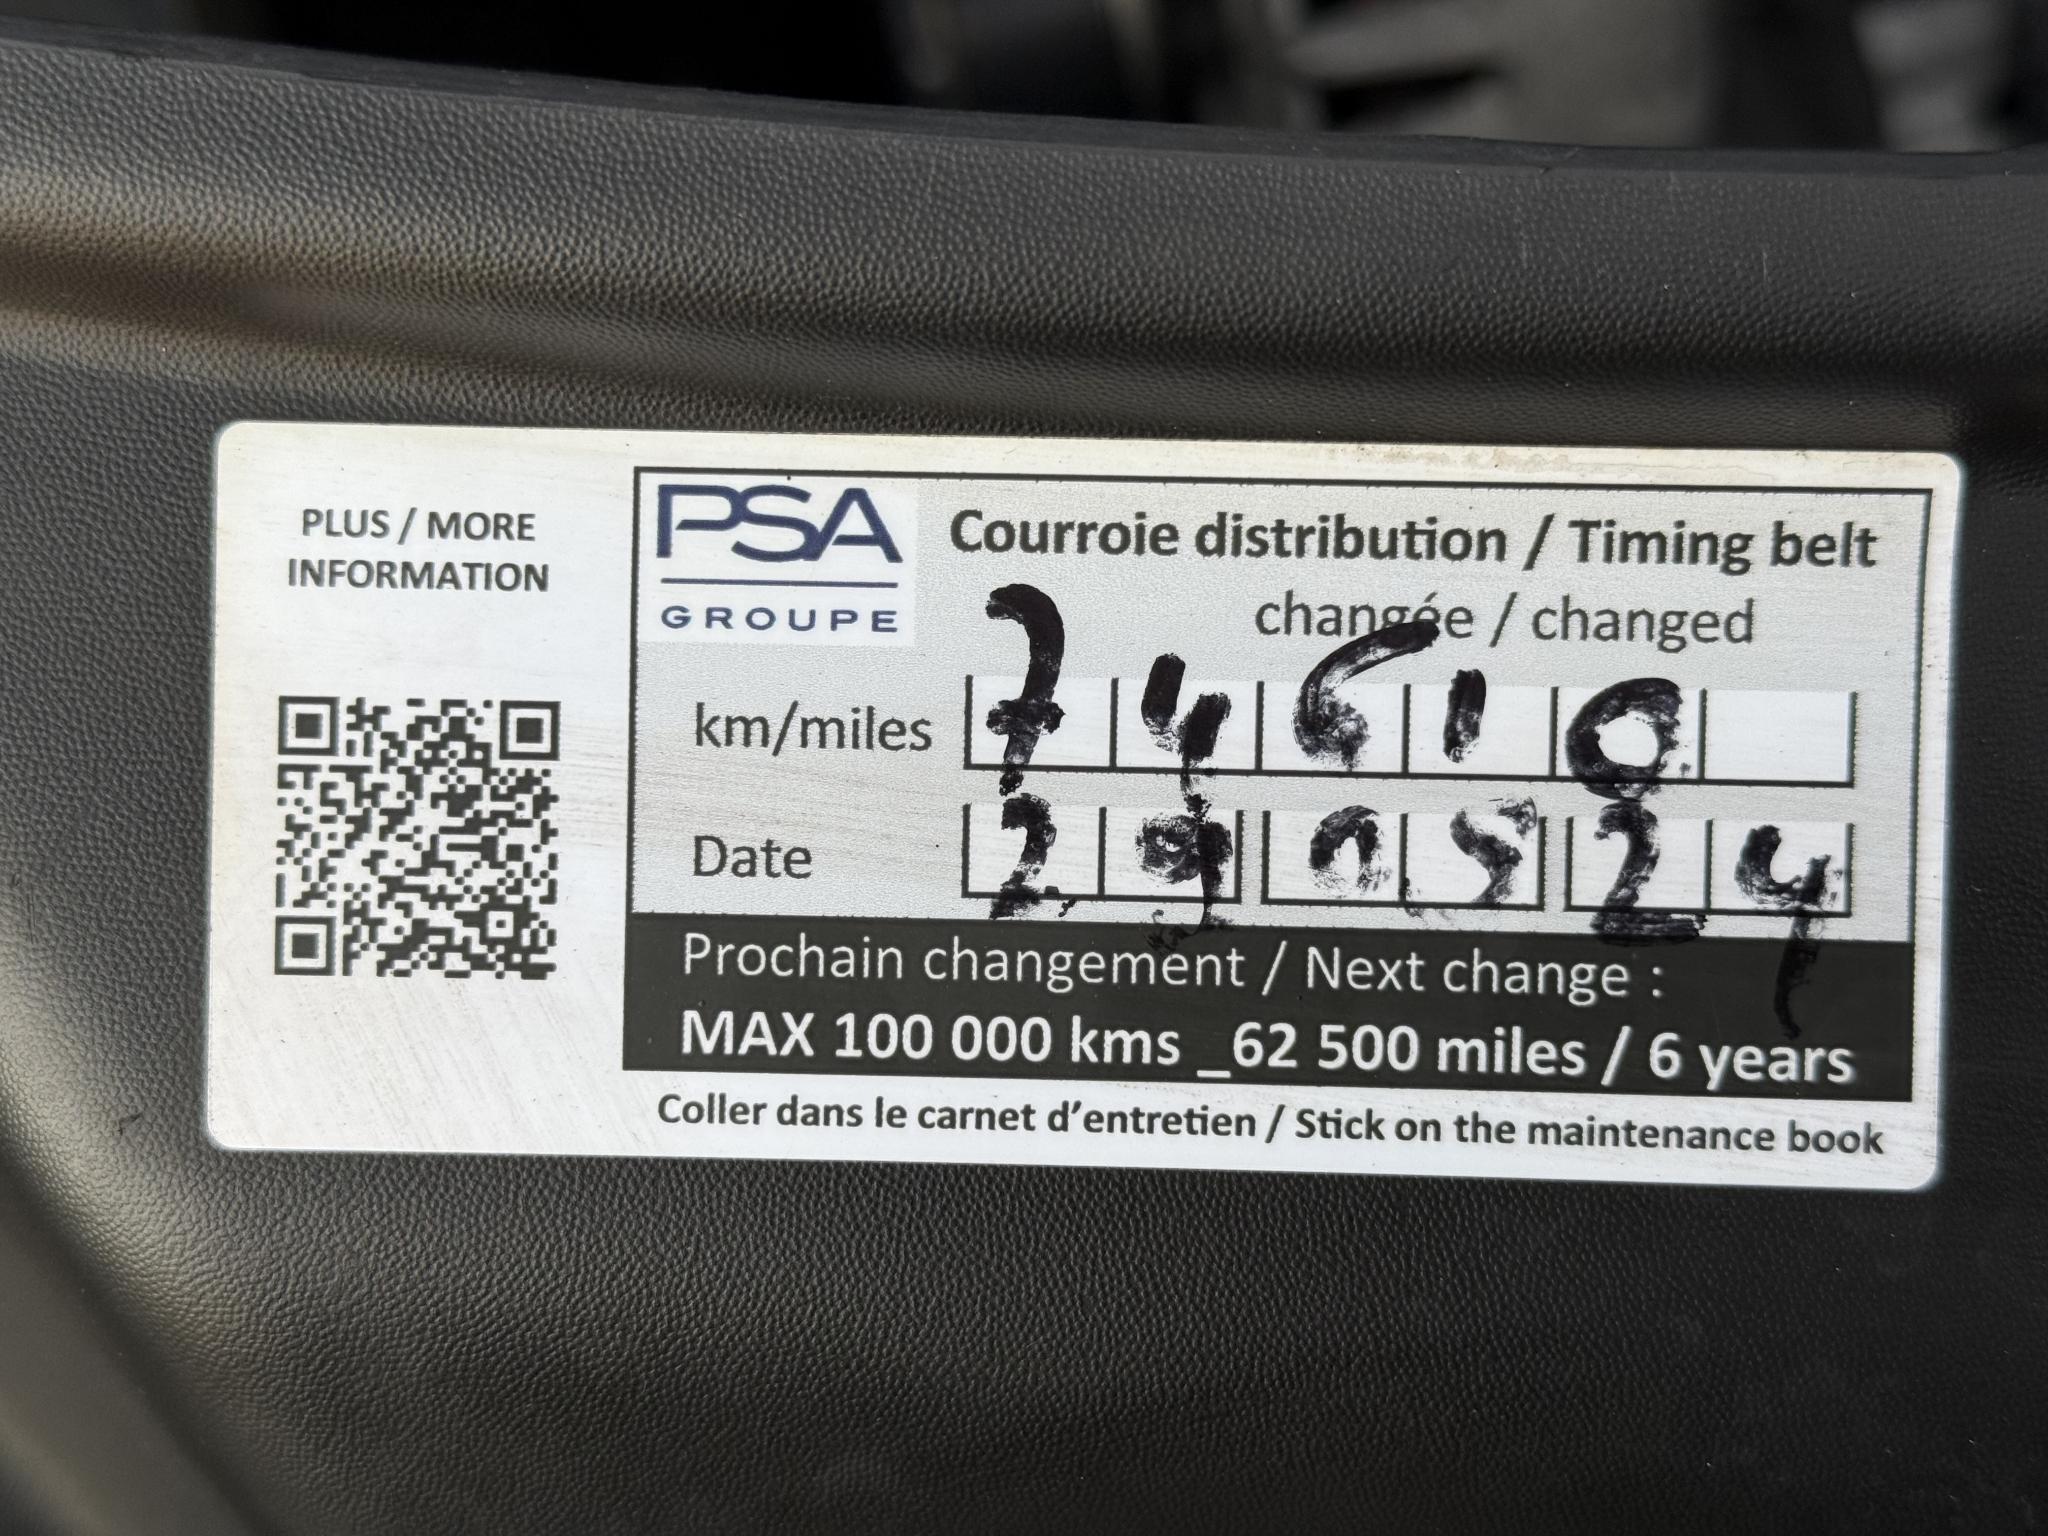 PLUS / MORE
INFORMATION
PSA
GROUPE
Courroie distribution / Timing belt
changée / changed
km/miles 74610
Date 29 05 24
Prochain changement / Next change :
MAX 100 000 kms _62 500 miles / 6 years
Coller dans le carnet d'entretien / Stick on the maintenance book